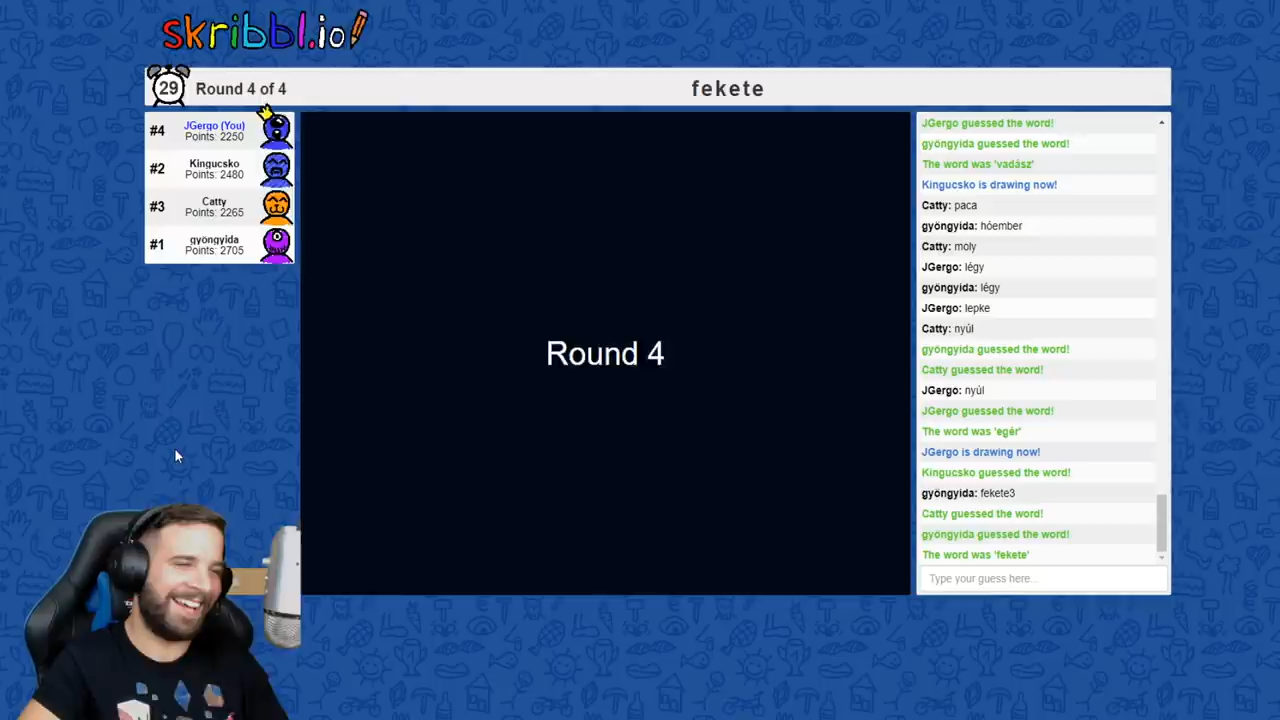 skribbl.io
29
Round 4 of 4
fekete
#4
JGergo (You)
Points: 2250
#2
Kingucsko
Points: 2480
#3
Catty
Points: 2265
#1
gyöngyida
Points: 2705
Round 4
JGergo guessed the word!
gyöngyida guessed the word!
The word was 'vadász'
Kingucsko is drawing now!
Catty: paca
gyöngyida: hóember
Catty: moly
JGergo: légy
gyöngyida: légy
JGergo: lepke
Catty: nyúl
gyöngyida guessed the word!
Catty guessed the word!
JGergo: nyúl
JGergo guessed the word!
The word was 'egér'
JGergo is drawing now!
Kingucsko guessed the word!
gyöngyida: fekete3
Catty guessed the word!
gyöngyida guessed the word!
The word was 'fekete'
Type your guess here...